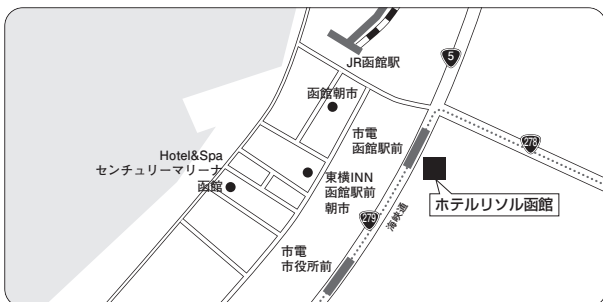 JR函館駅
5
函館朝市
市電
函館駅前
278
Hotel&Spa
センチュリーマリーナ
函館
東横INN
函館駅前
朝市
ホテルリソル函館
279
海峡通
市電
市役所前